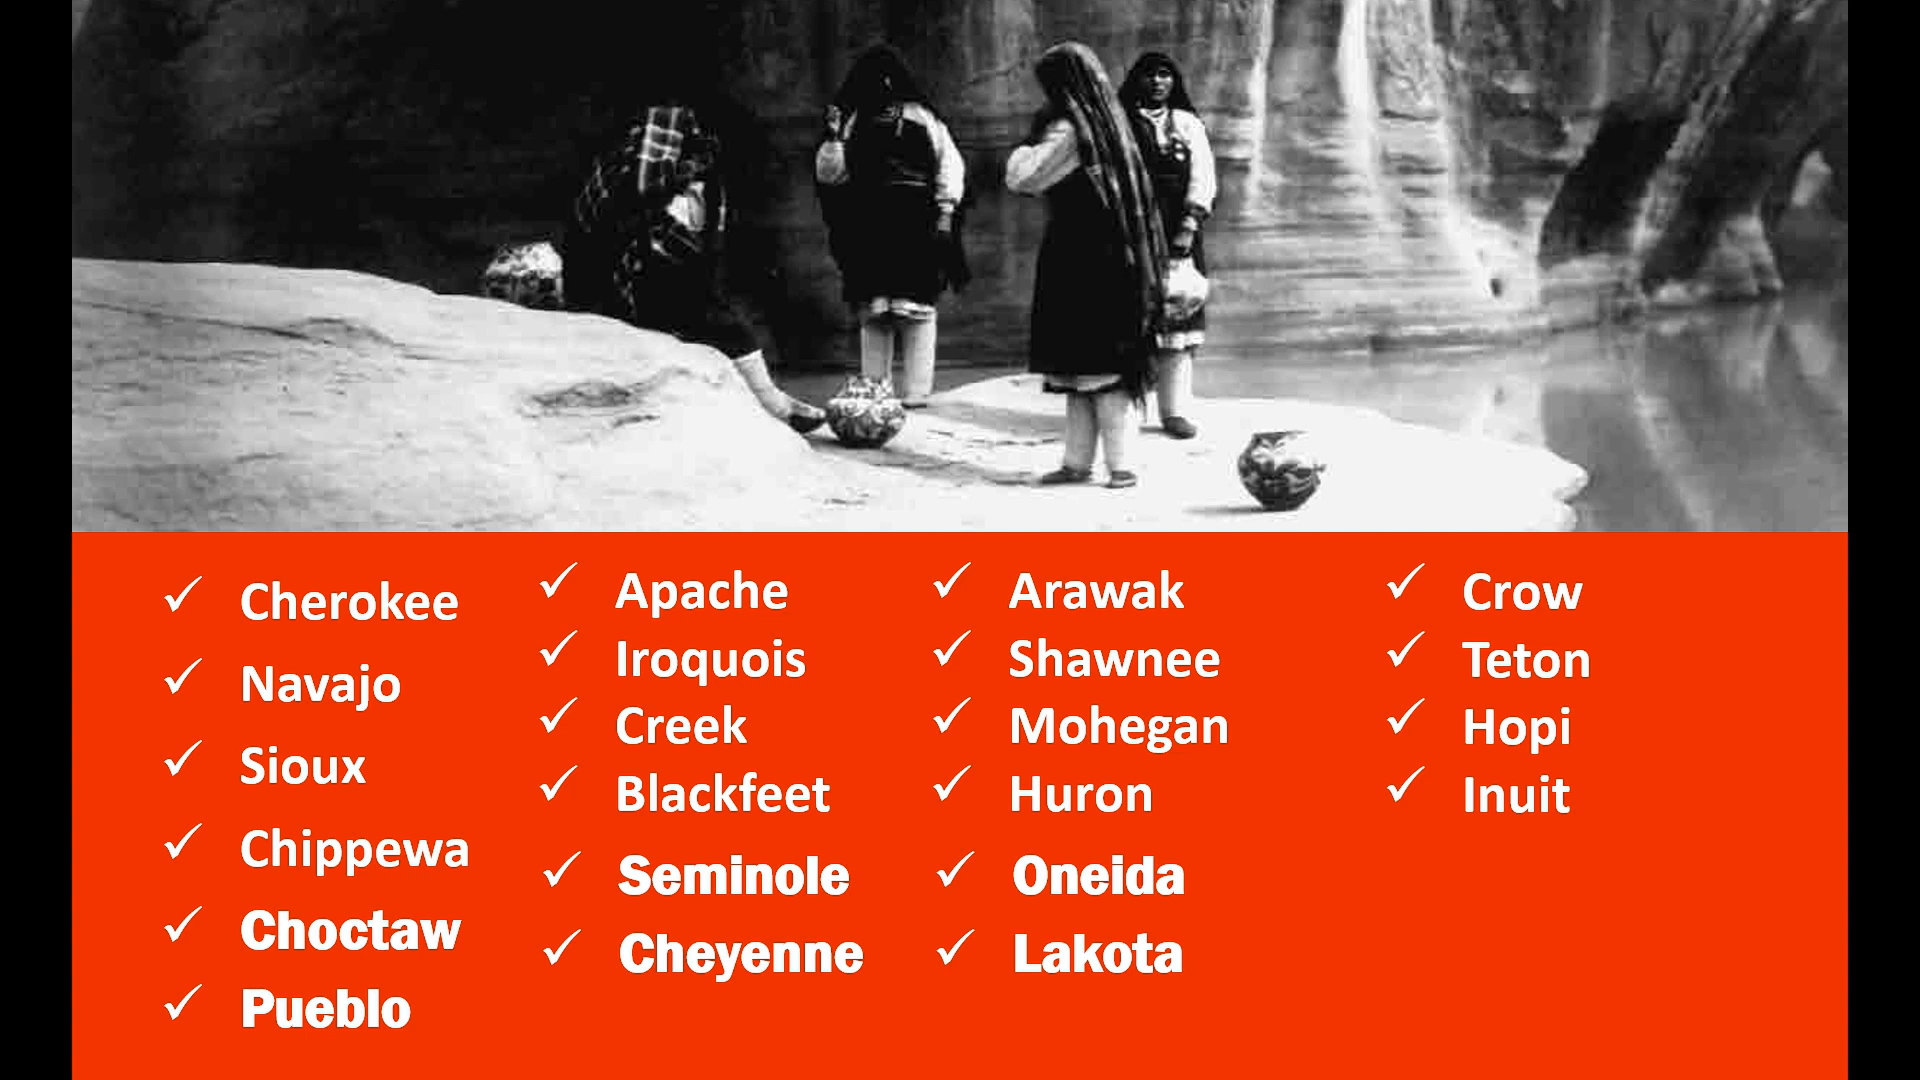 ✓ Cherokee
✓ Navajo
✓ Sioux
✓ Chippewa
✓ Choctaw
✓ Pueblo
✓ Apache
✓ Iroquois
✓ Creek
✓ Blackfeet
✓ Seminole
✓ Cheyenne
✓ Arawak
✓ Shawnee
✓ Mohegan
✓ Huron
✓ Oneida
✓ Lakota
✓ Crow
✓ Teton
✓ Hopi
✓ Inuit